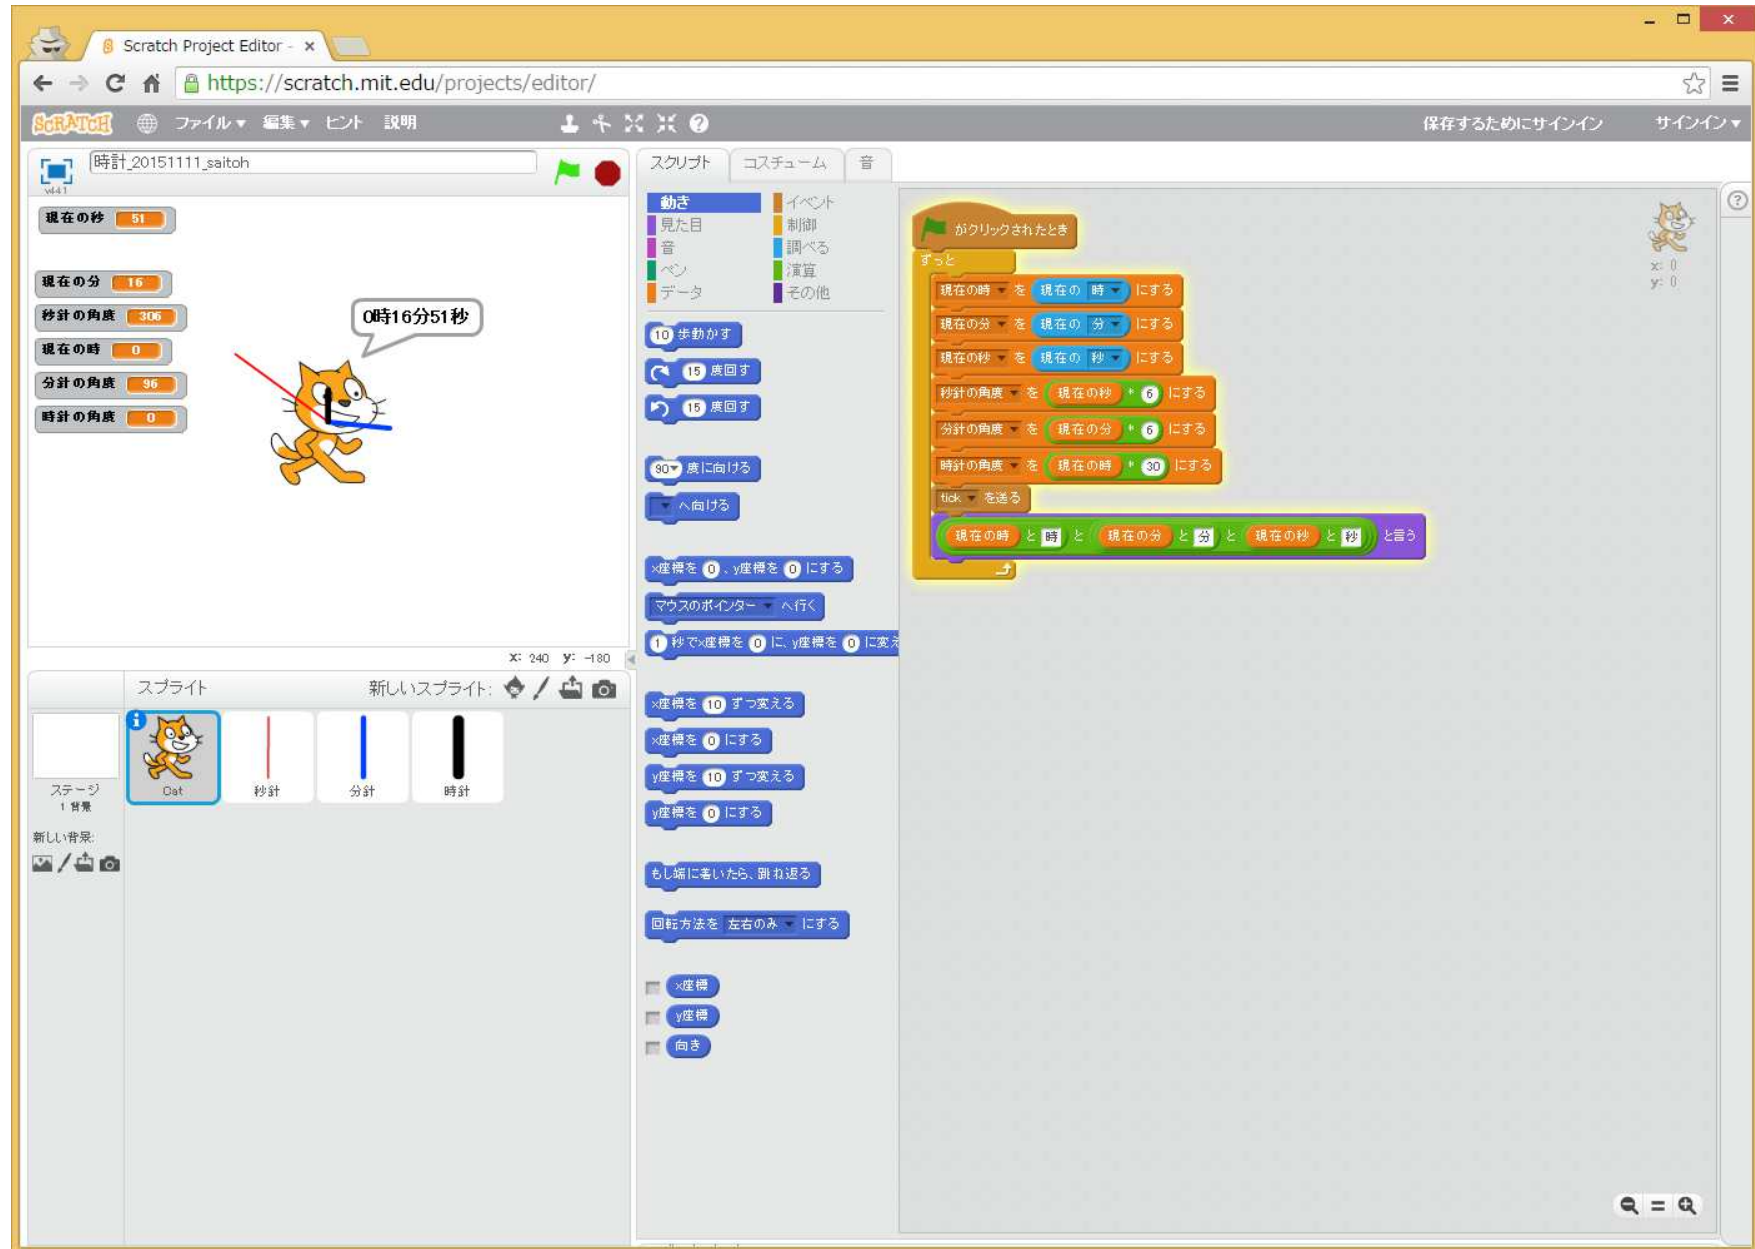 Scratch Project Editor -
https://scratch.mit.edu/projects/editor/
SCRATCH ファイル 編集 ヒント 説明 保存するためにサインイン サインイン
時計_20151111_saitoh
v441
現在の秒 51
現在の分 16
秒針の角度 306
現在の時 0
分針の角度 96
時針の角度 0
0時16分51秒
X: 240 y: -180
スプライト 新しいスプライト:
ステージ
1 背景
新しい背景:
Cat
秒針
分針
時針
スクリプト コスチューム 音
動き イベント
見た目 制御
音 調べる
ペン 演算
データ その他
10 歩動かす
15 度回す
15 度回す
90 度に向ける
へ向ける
x座標を 0 、y座標を 0 にする
マウスのポインター へ行く
1 秒でx座標を 0 に、y座標を 0 に変え
x座標を 10 ずつ変える
x座標を 0 にする
y座標を 10 ずつ変える
y座標を 0 にする
もし端に着いたら、跳ね返る
回転方法を 左右のみ にする
x座標
y座標
向き
がクリックされたとき
ずっと
現在の時 を 現在の 時 にする
現在の分 を 現在の 分 にする
現在の秒 を 現在の 秒 にする
秒針の角度 を 現在の秒 * 6 にする
分針の角度 を 現在の分 * 6 にする
時針の角度 を 現在の時 * 30 にする
tick を送る
現在の時 と 時 と 現在の分 と 分 と 現在の秒 と 秒 と言う
x: 0
y: 0